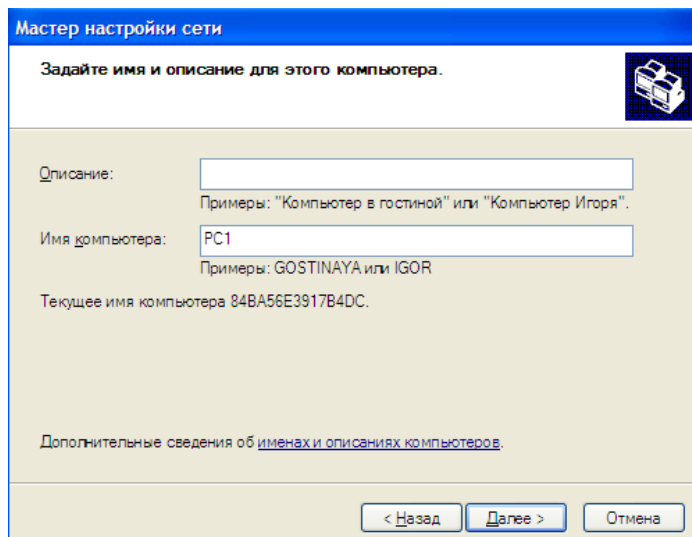 Мастер настройки сети
Задайте имя и описание для этого компьютера.
Описание:
Примеры: "Компьютер в гостиной" или "Компьютер Игоря".
Имя компьютера: PC1
Примеры: GOSTINAYA или IGOR
Текущее имя компьютера 84BA56E3917B4DC.
Дополнительные сведения об именах и описаниях компьютеров.
< Назад Далее > Отмена